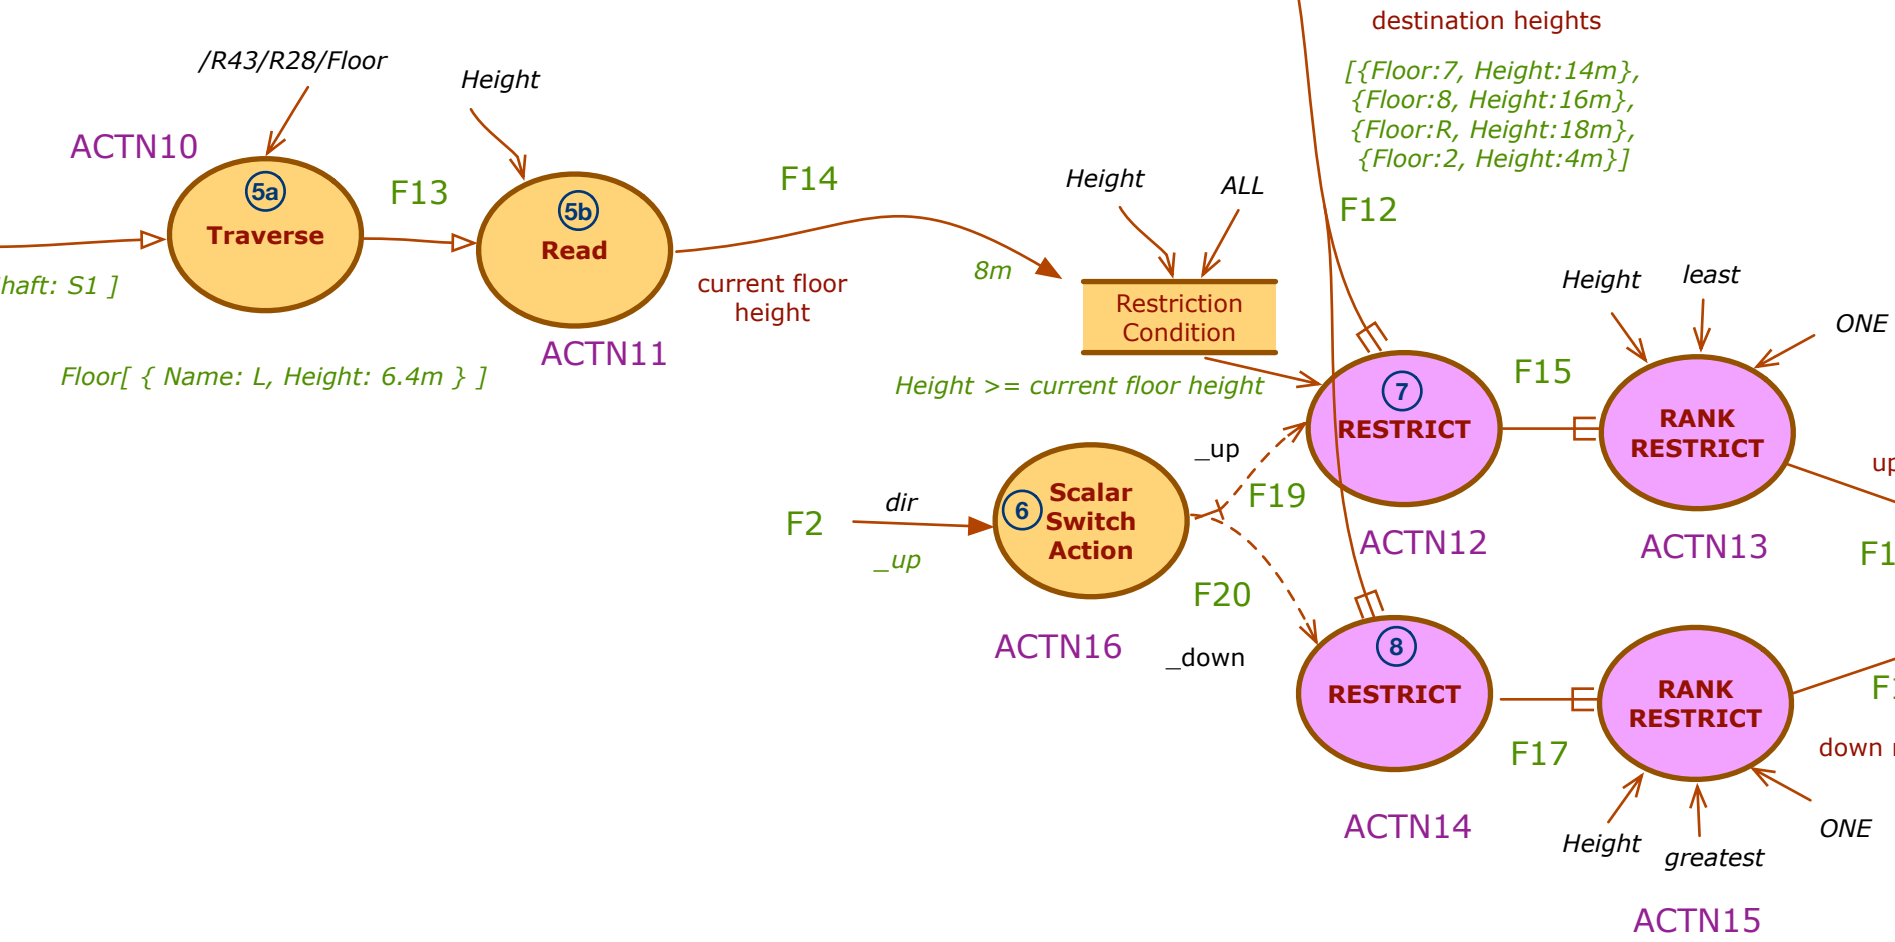 destination heights
[{Floor:7, Height:14m},
{Floor:8, Height:16m},
{Floor:R, Height:18m},
{Floor:2, Height:4m}]
/R43/R28/Floor
Height
ACTN10
5a
Traverse
F13
5b
Read
F14
ACTN11
current floor
height
8m
haft: S1 ]
Floor[ { Name: L, Height: 6.4m } ]
Height
ALL
F12
Restriction
Condition
Height >= current floor height
Height
least
ONE
7
RESTRICT
F15
RANK
RESTRICT
up
_up
F19
F2
dir
_up
6
Scalar
Switch
Action
ACTN12
ACTN13
F1
F20
ACTN16
_down
8
RESTRICT
F17
RANK
RESTRICT
down
ACTN14
Height
greatest
ONE
ACTN15